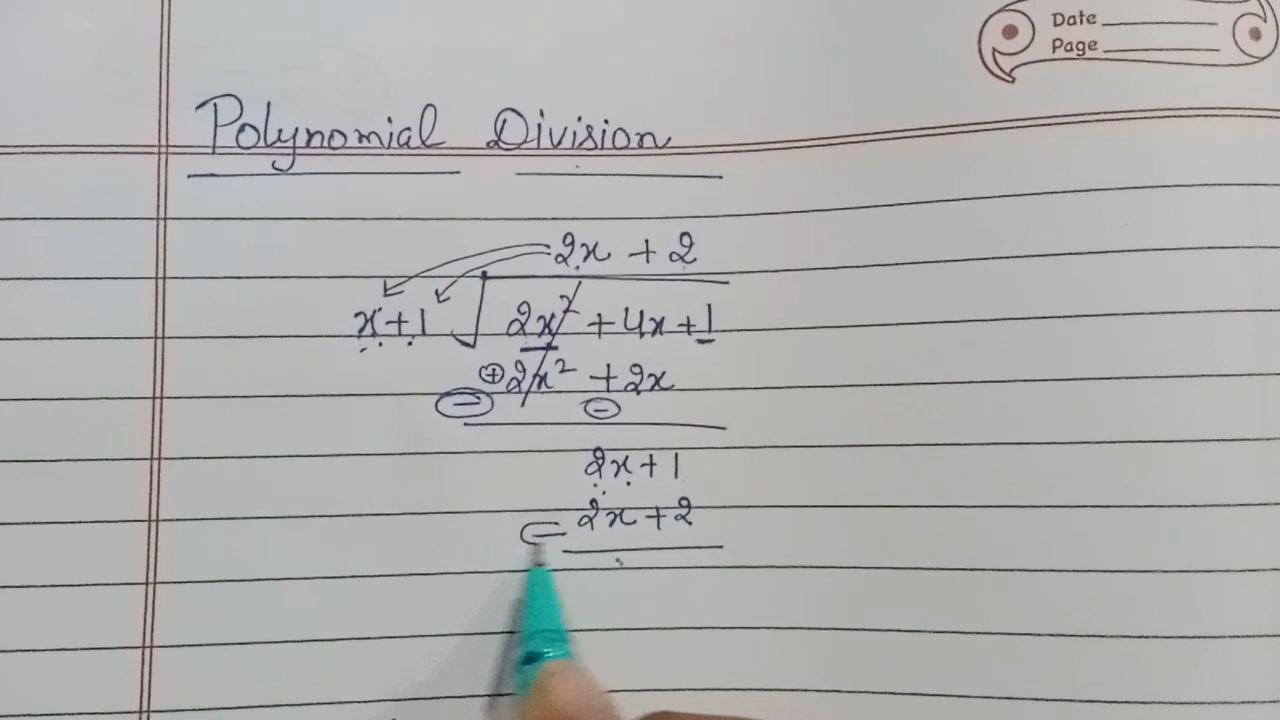 Date
Page
Polynomial Division
2x + 2
x + 1 √ 2x² + 4x + 1
⊕ 2x² + 2x
⊖ ⊖
2x + 1
2x + 2